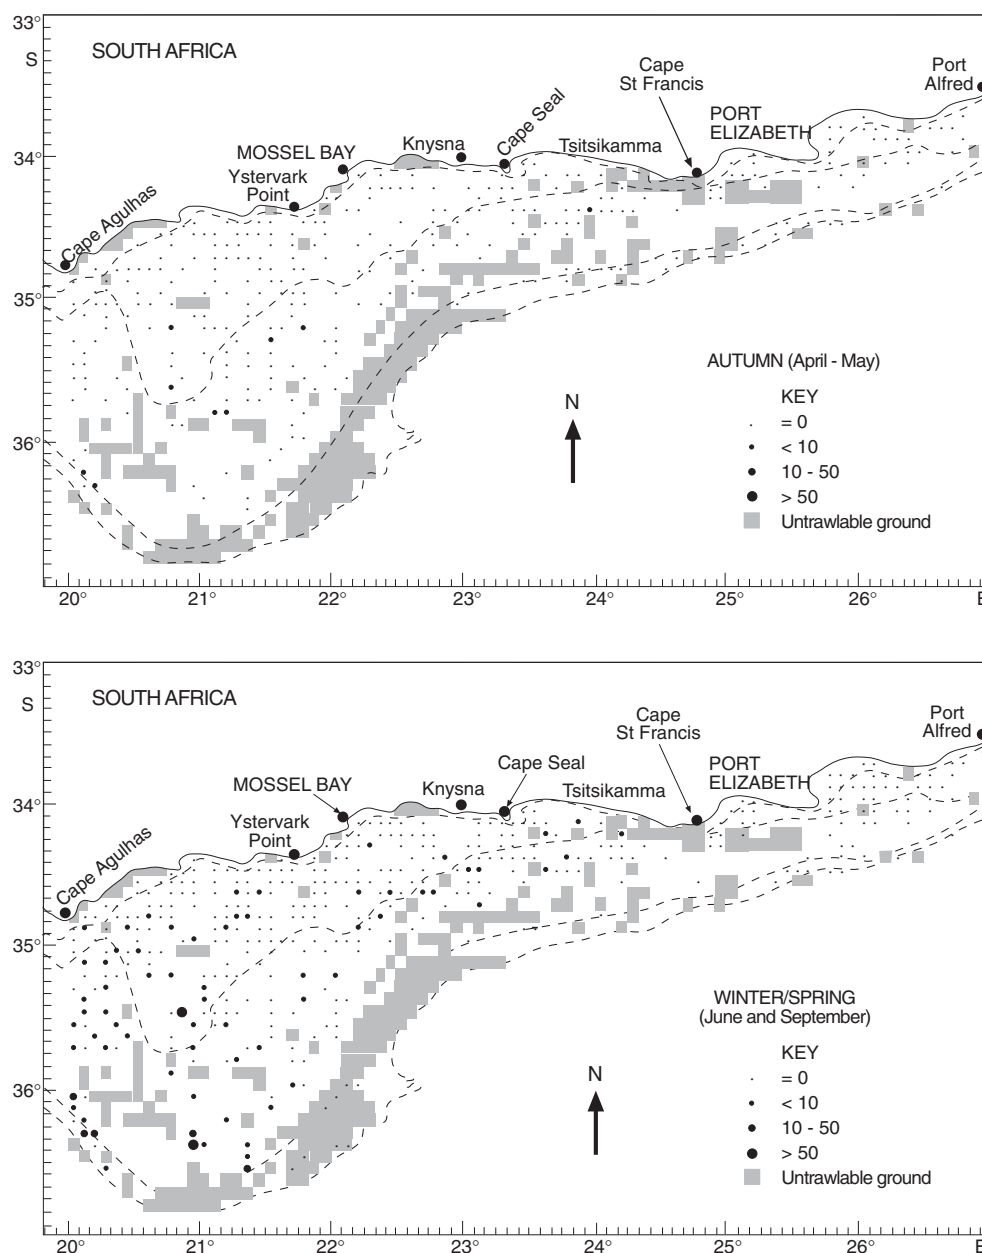 33°
S
SOUTH AFRICA
Cape
St Francis
Port
Alfred
PORT
ELIZABETH
Cape Seal
Knysna
Tsitsikamma
34°
MOSSEL BAY
Ystervark
Point
Cape Agulhas
35°
AUTUMN (April - May)
N
KEY
= 0
< 10
36°
10 - 50
> 50
Untrawlable ground
20° 21° 22° 23° 24° 25° 26° E
33°
S
SOUTH AFRICA
Cape
St Francis
Port
Alfred
PORT
ELIZABETH
Cape Seal
MOSSEL BAY
Knysna
Tsitsikamma
34°
Ystervark
Point
Cape Agulhas
35°
WINTER/SPRING
(June and September)
KEY
N
= 0
36°
< 10
10 - 50
> 50
Untrawlable ground
20° 21° 22° 23° 24° 25° 26° E